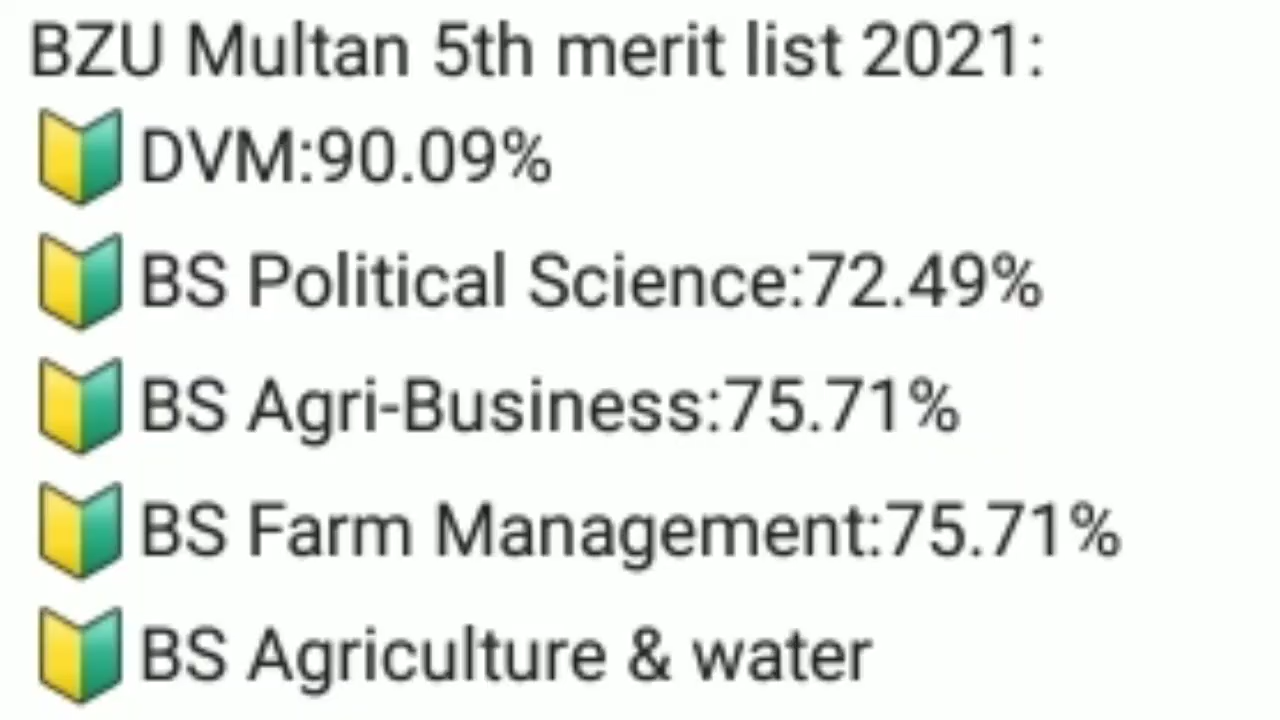 BZU Multan 5th merit list 2021:
🔰DVM:90.09%
🔰BS Political Science:72.49%
🔰BS Agri-Business:75.71%
🔰BS Farm Management:75.71%
🔰BS Agriculture & water